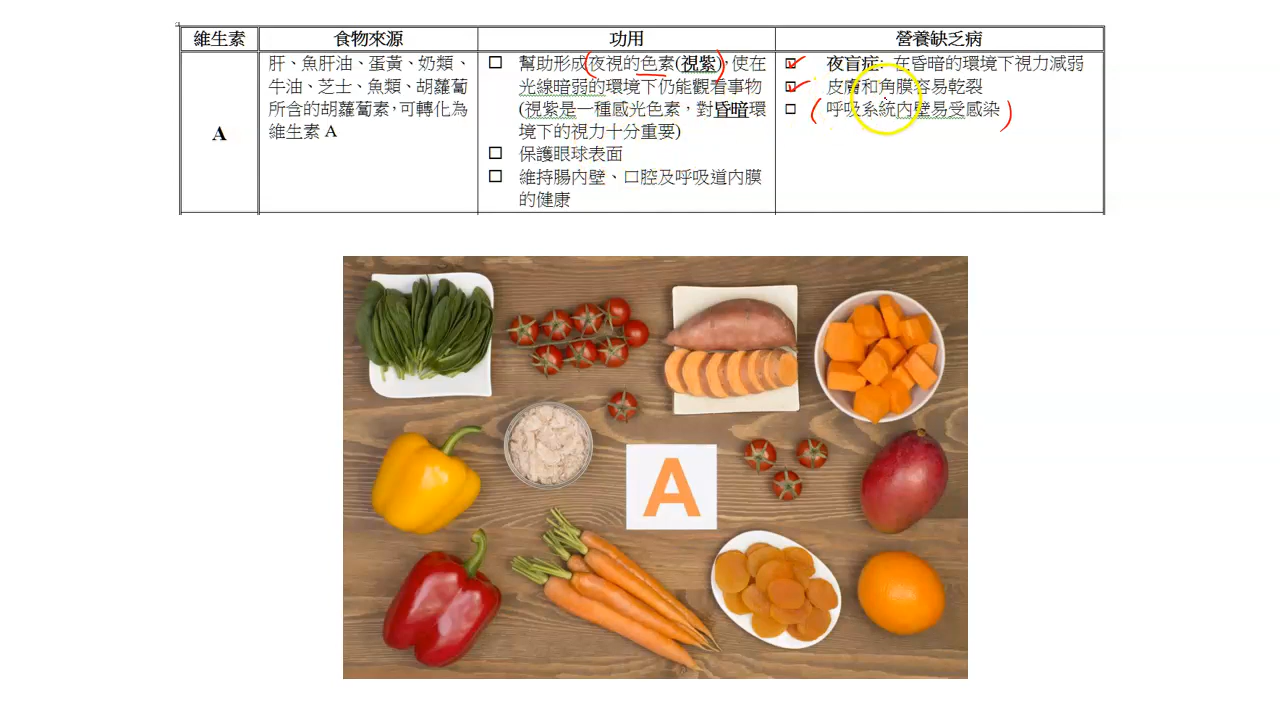 維生素 食物來源 功用 營養缺乏病
A
肝、魚肝油、蛋黃、奶類、
牛油、芝士、魚類、胡蘿蔔
所含的胡蘿蔔素，可轉化為
維生素 A
幫助形成夜視的色素(視紫)，使在
光線暗弱的環境下仍能觀看事物
(視紫是一種感光色素，對昏暗環
境下的視力十分重要)
保護眼球表面
維持腸內壁、口腔及呼吸道內膜
的健康
夜盲症: 在昏暗的環境下視力減弱
皮膚和角膜容易乾裂
呼吸系統內壁易受感染
A